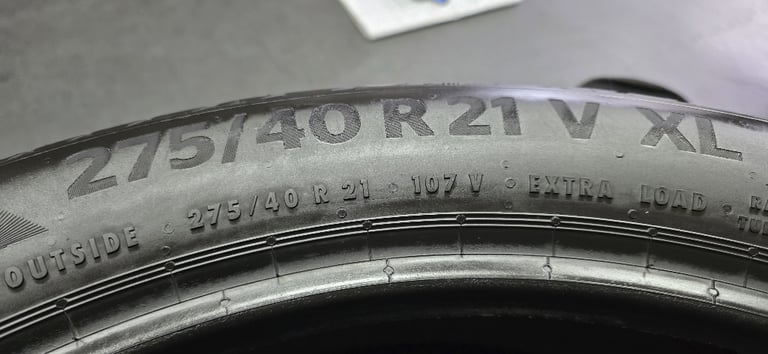 275/40 R 21 V XL
OUTSIDE 275/40 R 21 107 V EXTRA LOAD